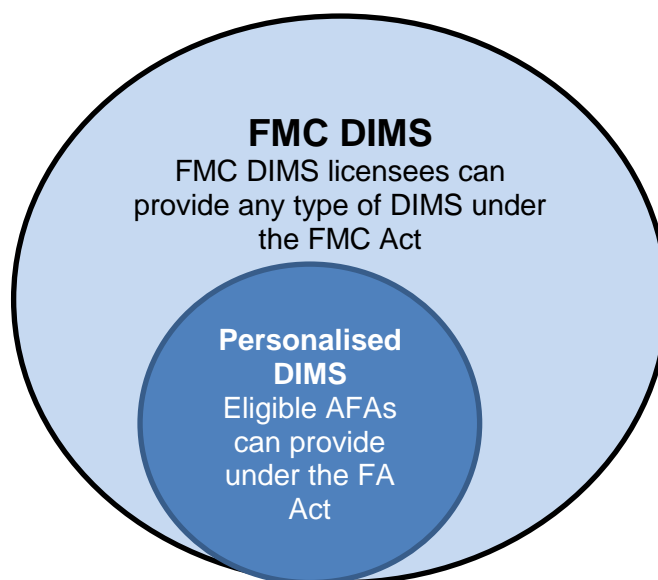 FMC DIMS
FMC DIMS licensees can
provide any type of DIMS under
the FMC Act
Personalised
DIMS
Eligible AFAs
can provide
under the FA
Act